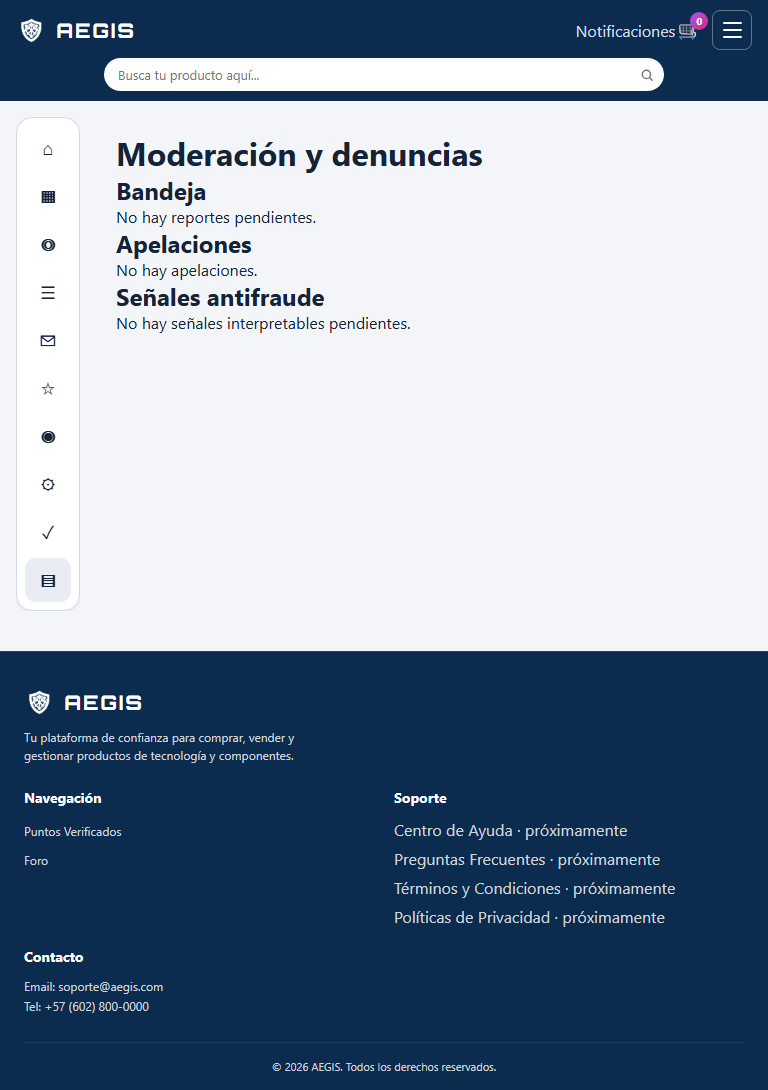 AEGIS
Notificaciones
0
Busca tu producto aquí...
Moderación y denuncias
Bandeja
No hay reportes pendientes.
Apelaciones
No hay apelaciones.
Señales antifraude
No hay señales interpretables pendientes.
AEGIS
Tu plataforma de confianza para comprar, vender y
gestionar productos de tecnología y componentes.
Navegación
Puntos Verificados
Foro
Soporte
Centro de Ayuda · próximamente
Preguntas Frecuentes · próximamente
Términos y Condiciones · próximamente
Políticas de Privacidad · próximamente
Contacto
Email: soporte@aegis.com
Tel: +57 (602) 800-0000
© 2026 AEGIS. Todos los derechos reservados.